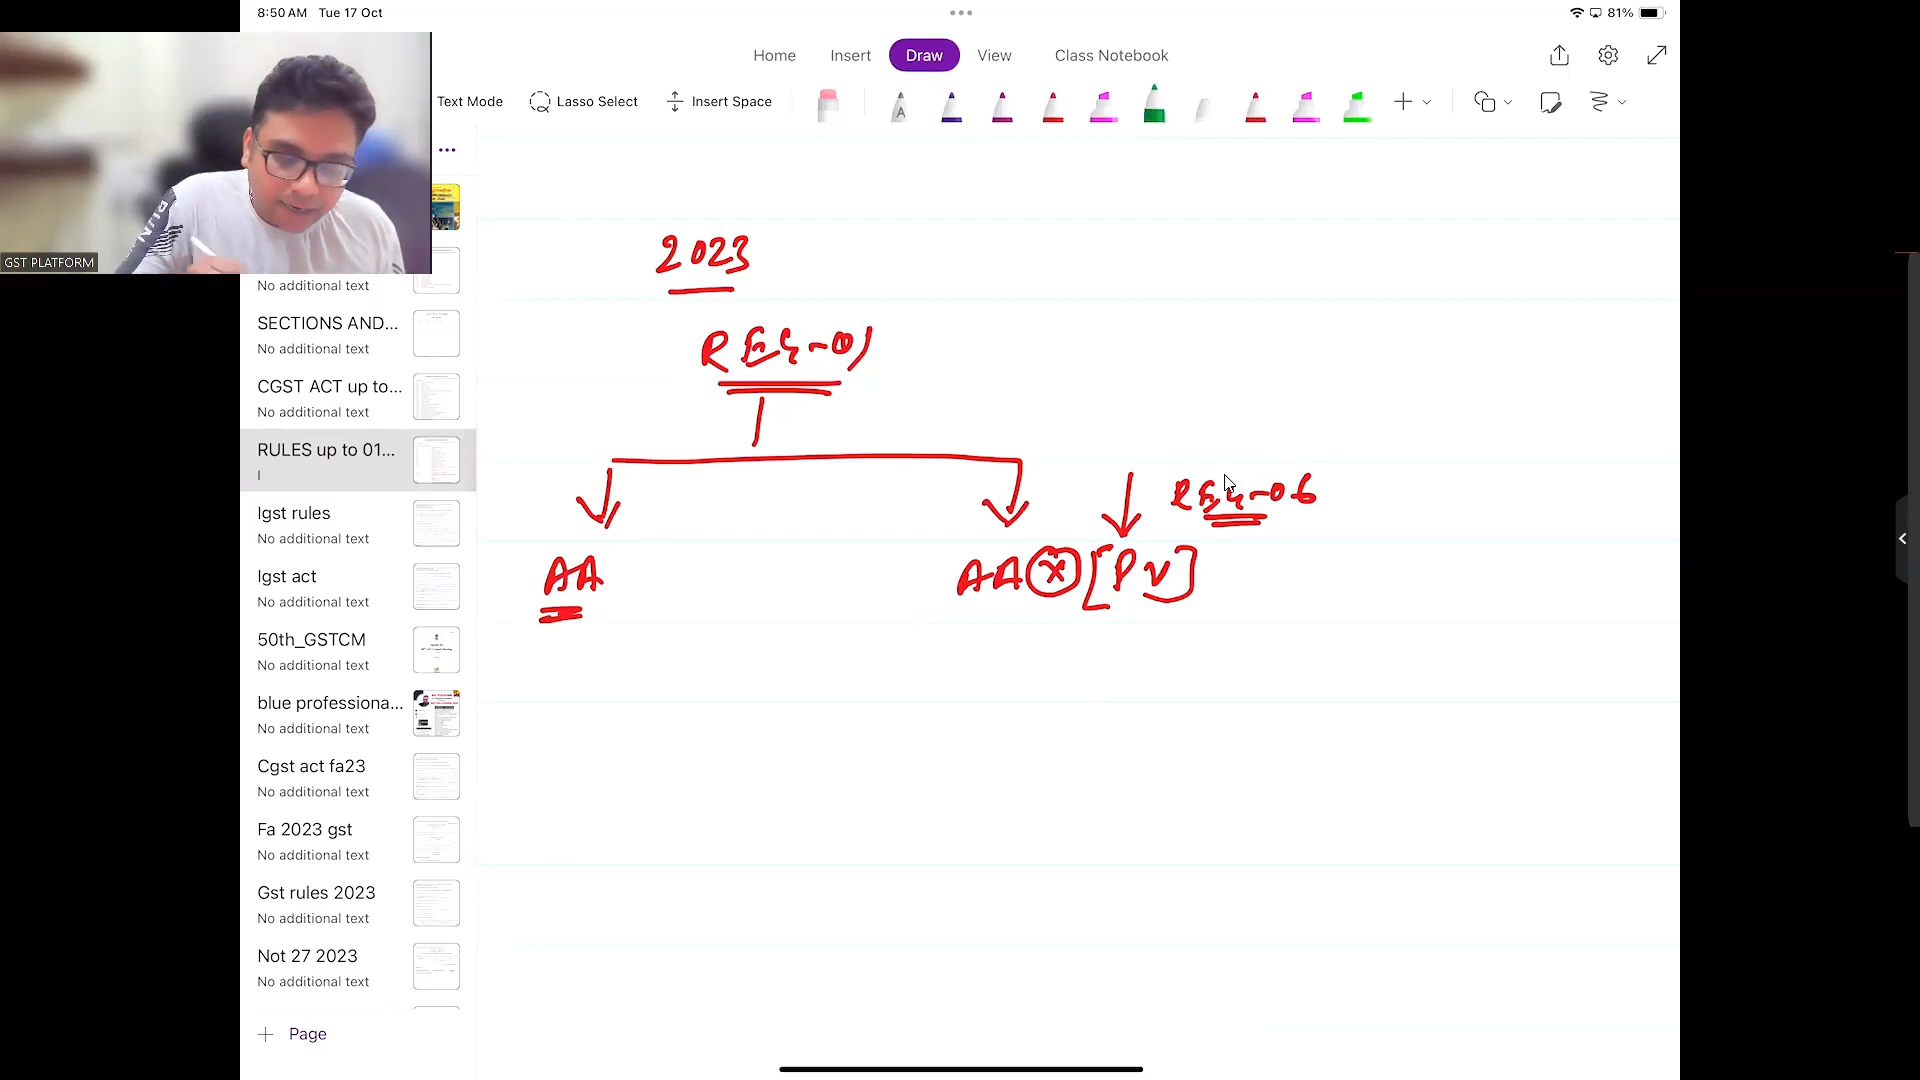 8:50 AM Tue 17 Oct
81%
Home Insert Draw View Class Notebook
Text Mode Lasso Select Insert Space
A
GST PLATFORM
No additional text
SECTIONS AND...
No additional text
CGST ACT up to...
No additional text
RULES up to 01...
I
Igst rules
No additional text
Igst act
No additional text
50th_GSTCM
No additional text
blue professiona...
No additional text
Cgst act fa23
No additional text
Fa 2023 gst
No additional text
Gst rules 2023
No additional text
Not 27 2023
No additional text
Page
2023
REG-01
REG-06
AA
AA X [PV]